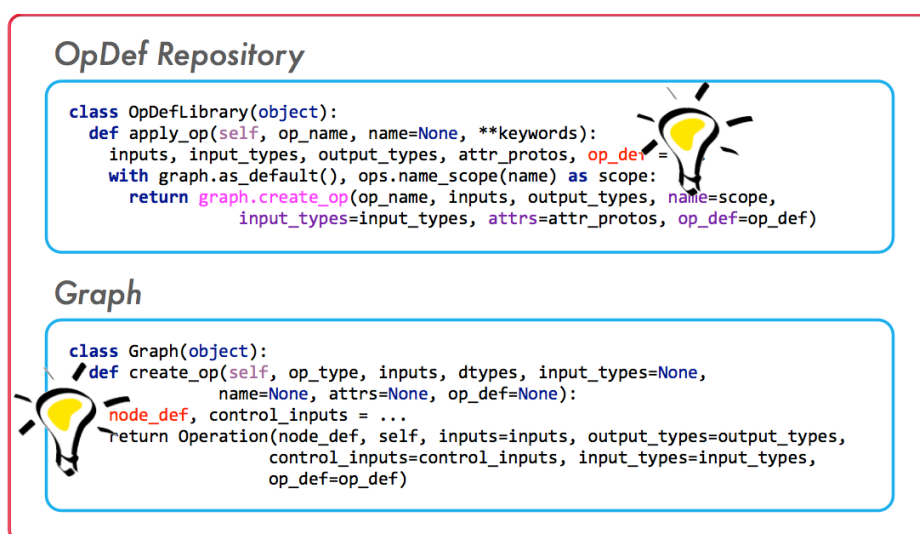 OpDef Repository
class OpDefLibrary(object):
def apply_op(self, op_name, name=None, **keywords):
inputs, input_types, output_types, attr_protos, op_def =
with graph.as_default(), ops.name_scope(name) as scope:
return graph.create_op(op_name, inputs, output_types, name=scope,
input_types=input_types, attrs=attr_protos, op_def=op_def)
Graph
class Graph(object):
def create_op(self, op_type, inputs, dtypes, input_types=None,
name=None, attrs=None, op_def=None):
node_def, control_inputs = ...
return Operation(node_def, self, inputs=inputs, output_types=output_types,
control_inputs=control_inputs, input_types=input_types,
op_def=op_def)